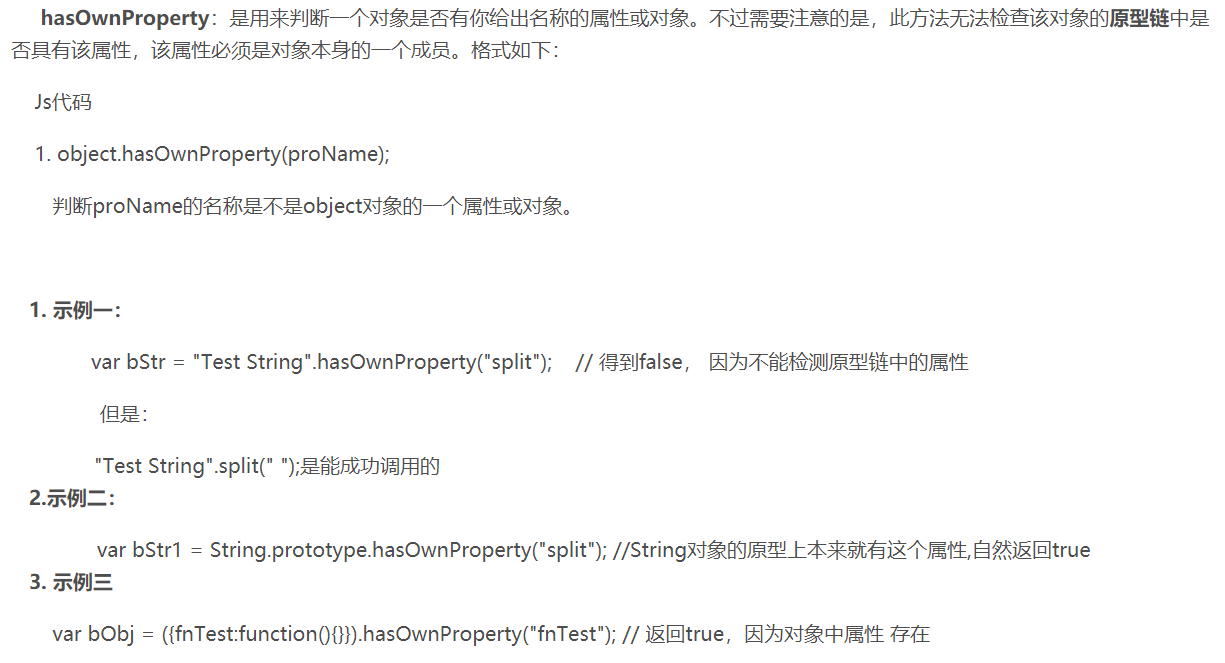 hasOwnProperty：是用来判断一个对象是否有你给出名称的属性或对象。不过需要注意的是，此方法无法检查该对象的原型链中是
否具有该属性，该属性必须是对象本身的一个成员。格式如下：
Js代码
1. object.hasOwnProperty(proName);
判断proName的名称是不是object对象的一个属性或对象。
1. 示例一：
var bStr = "Test String".hasOwnProperty("split");    // 得到false， 因为不能检测原型链中的属性
但是：
"Test String".split(" ");是能成功调用的
2.示例二：
var bStr1 = String.prototype.hasOwnProperty("split"); //String对象的原型上本来就有这个属性,自然返回true
3. 示例三
var bObj = ({fnTest:function(){}}).hasOwnProperty("fnTest"); // 返回true，因为对象中属性 存在